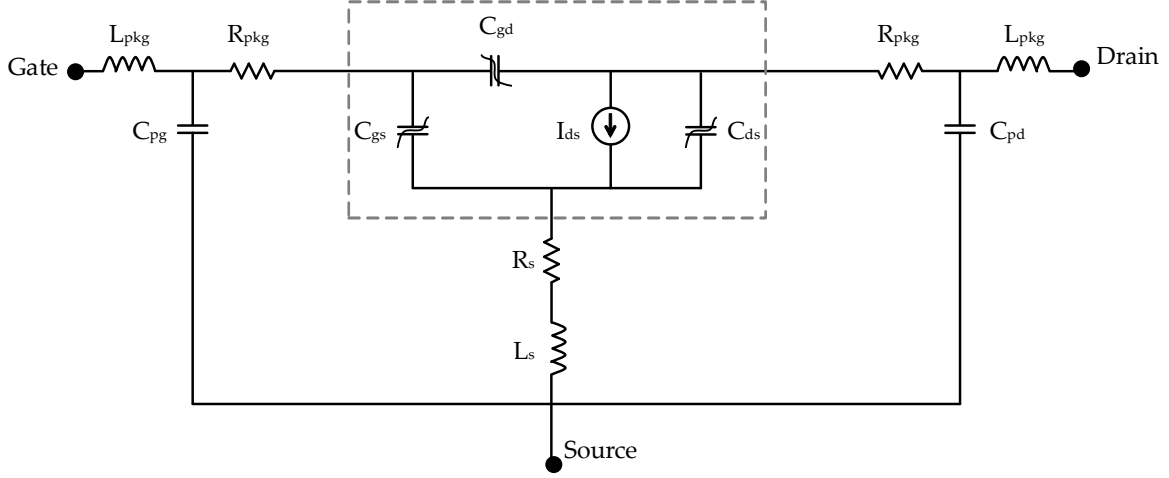 Cgd
Lpkg
Rpkg
Rpkg
Lpkg
Gate
Drain
Cpg
Cgs
Ids
Cds
Cpd
Rs
Ls
Source